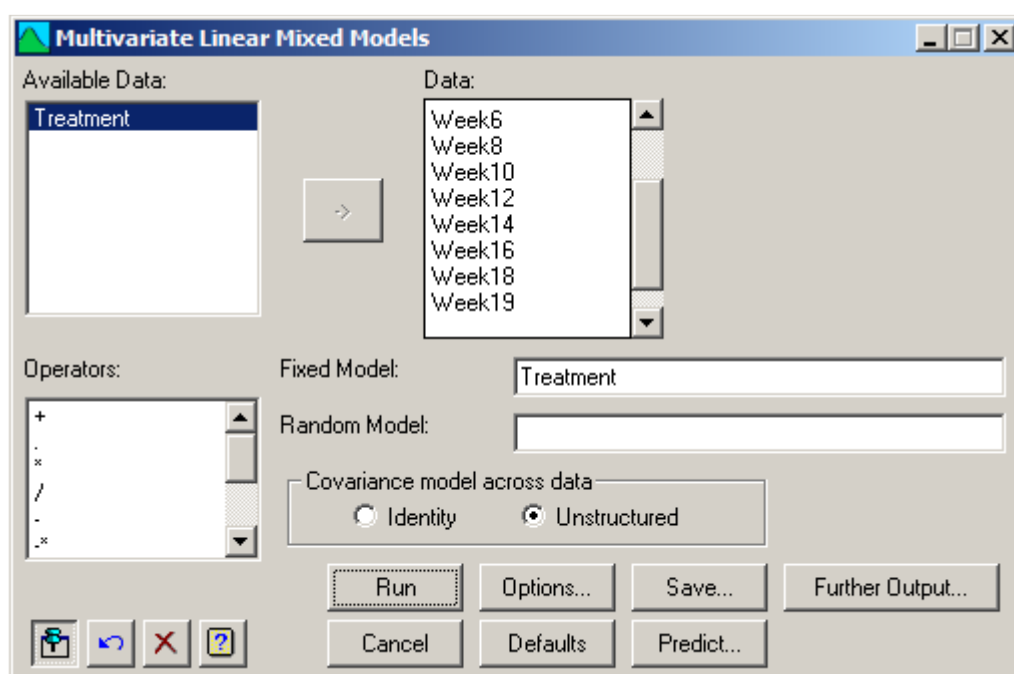 Multivariate Linear Mixed Models
Available Data:
Data:
Treatment
Week6
Week8
Week10
Week12
Week14
Week16
Week18
Week19
->
Operators:
+
.
*
/
-
-*
Fixed Model:
Treatment
Random Model:
Covariance model across data
Identity
Unstructured
Run
Options...
Save...
Further Output...
Cancel
Defaults
Predict...
?